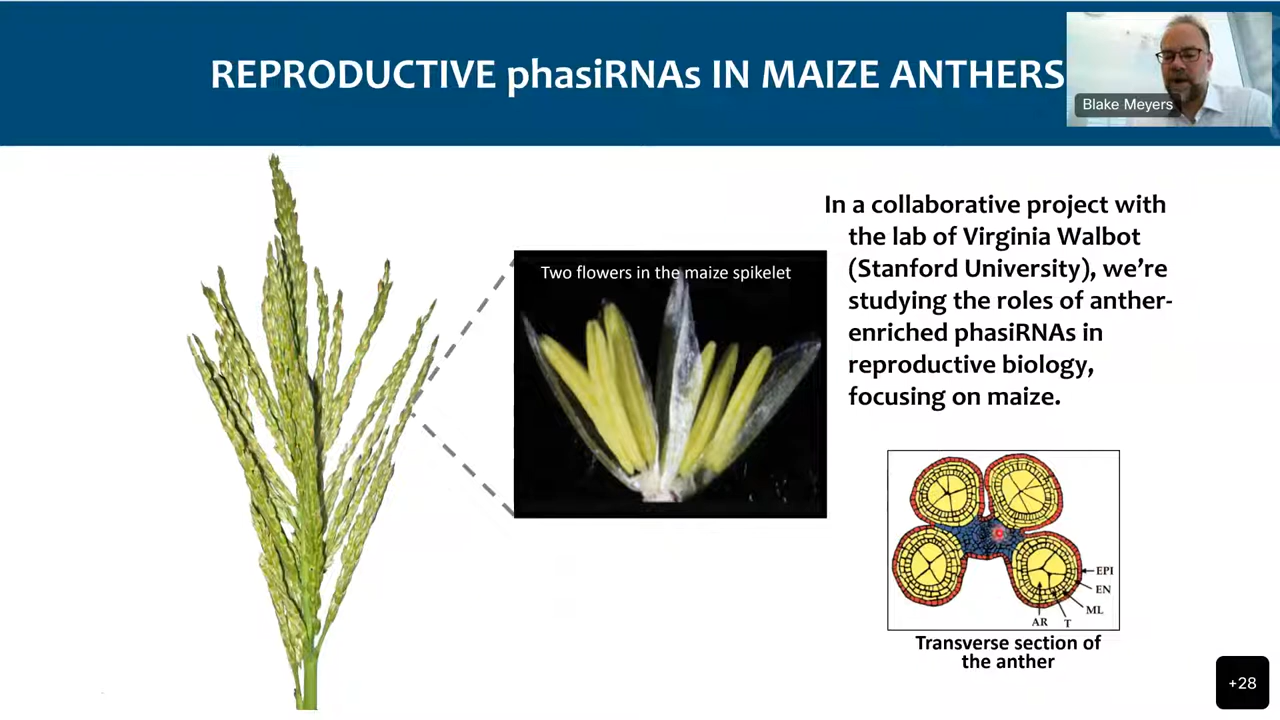 REPRODUCTIVE phasiRNAs IN MAIZE ANTHERS
Blake Meyers
In a collaborative project with
the lab of Virginia Walbot
(Stanford University), we’re
studying the roles of anther-
enriched phasiRNAs in
reproductive biology,
focusing on maize.
Two flowers in the maize spikelet
EPI
EN
ML
AR T
Transverse section of
the anther
+28